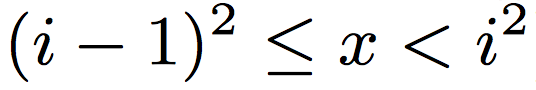 (i − 1)² ≤ x < i²